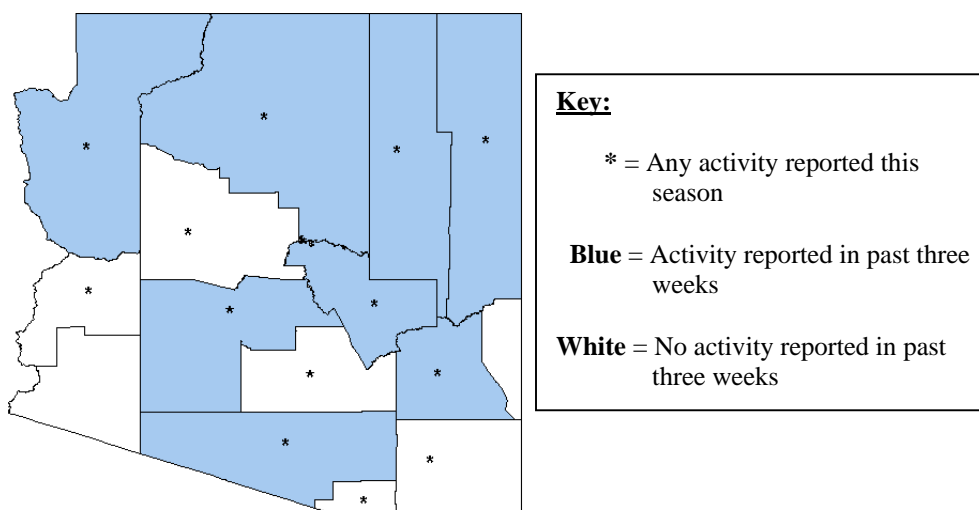 Key:
* = Any activity reported this
season
Blue = Activity reported in past three
weeks
White = No activity reported in past
three weeks
*
*
*
*
*
*
*
*
*
*
*
*
*